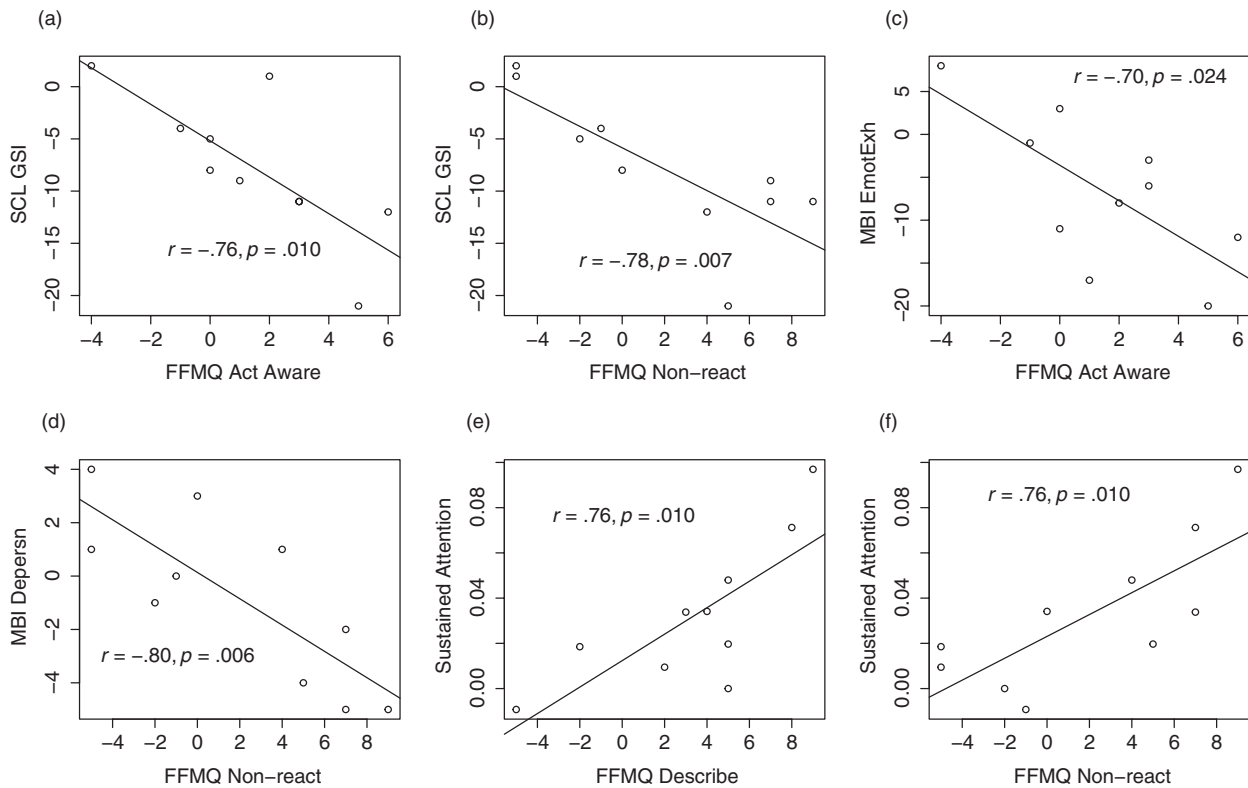 (a)
0
−5
−10
−15
−20
SCL GSI
r = −.76, p = .010
−4 −2 0 2 4 6
FFMQ Act Aware
(b)
0
−5
−10
−15
−20
SCL GSI
r = −.78, p = .007
−4 −2 0 2 4 6 8
FFMQ Non−react
(c)
5
0
−10
−20
MBI EmotExh
r = −.70, p = .024
−4 −2 0 2 4 6
FFMQ Act Aware
(d)
4
2
0
−2
−4
MBI Depersn
r = −.80, p = .006
−4 −2 0 2 4 6 8
FFMQ Non−react
(e)
0.08
0.04
0.00
Sustained Attention
r = .76, p = .010
−4 −2 0 2 4 6 8
FFMQ Describe
(f)
0.08
0.04
0.00
Sustained Attention
r = .76, p = .010
−4 −2 0 2 4 6 8
FFMQ Non−react